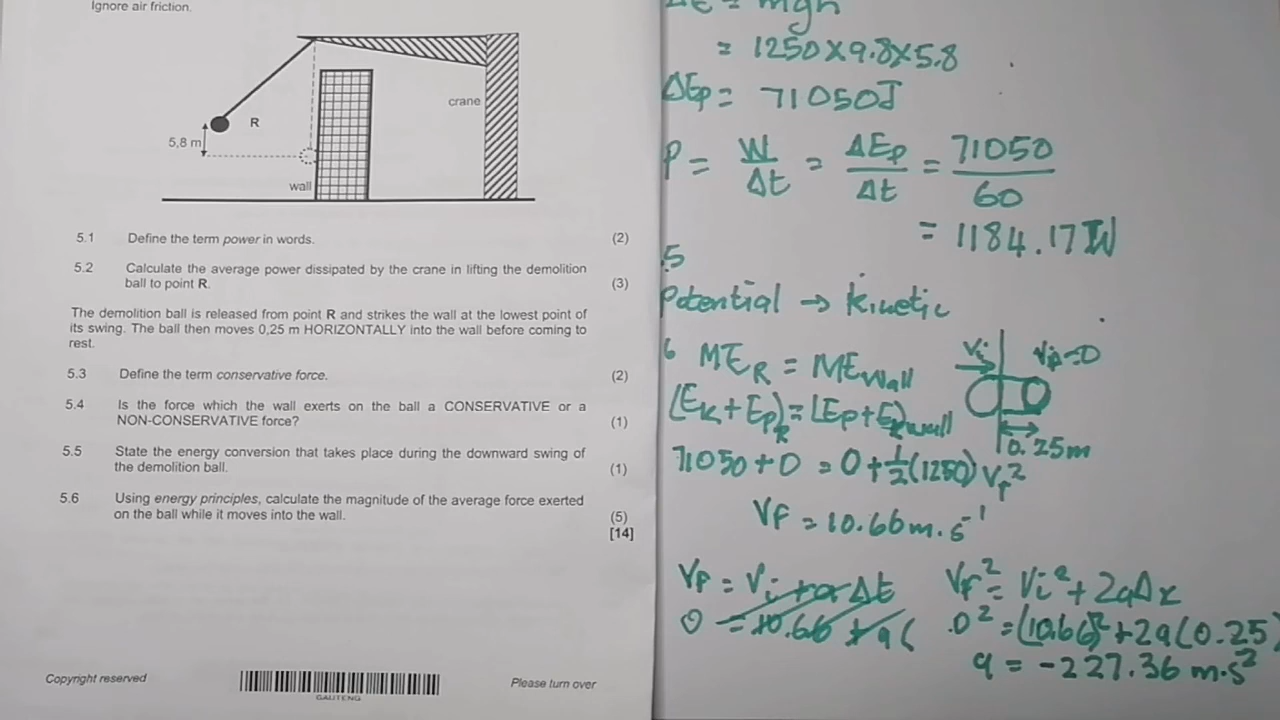 Ignore air friction.
crane
R
5,8 m
wall
5.1 Define the term power in words. (2)
5.2 Calculate the average power dissipated by the crane in lifting the demolition
ball to point R. (3)
The demolition ball is released from point R and strikes the wall at the lowest point of
its swing. The ball then moves 0,25 m HORIZONTALLY into the wall before coming to
rest.
5.3 Define the term conservative force. (2)
5.4 Is the force which the wall exerts on the ball a CONSERVATIVE or a
NON-CONSERVATIVE force? (1)
5.5 State the energy conversion that takes place during the downward swing of
the demolition ball. (1)
5.6 Using energy principles, calculate the magnitude of the average force exerted
on the ball while it moves into the wall. (5)
[14]
Copyright reserved
GAUTENG
Please turn over
= 1250×9.8×5.8
ΔEp = 71050J
P = W/Δt = ΔEp/Δt = 71050/60
= 1184.17W
.5
Potential → kinetic
6 MER = MEwall
Vi Vf=0
(Ek+Ep)R = (Ep+Ek)wall
0.25m
71050+0 = 0+½(1250)Vf²
Vf = 10.66m.s⁻¹
Vf = Vi + aΔt
0 = 10.66 + a(
Vf² = Vi² + 2aΔx
0² = (10.66)² + 2a(0.25)
a = -227.36 m.s²